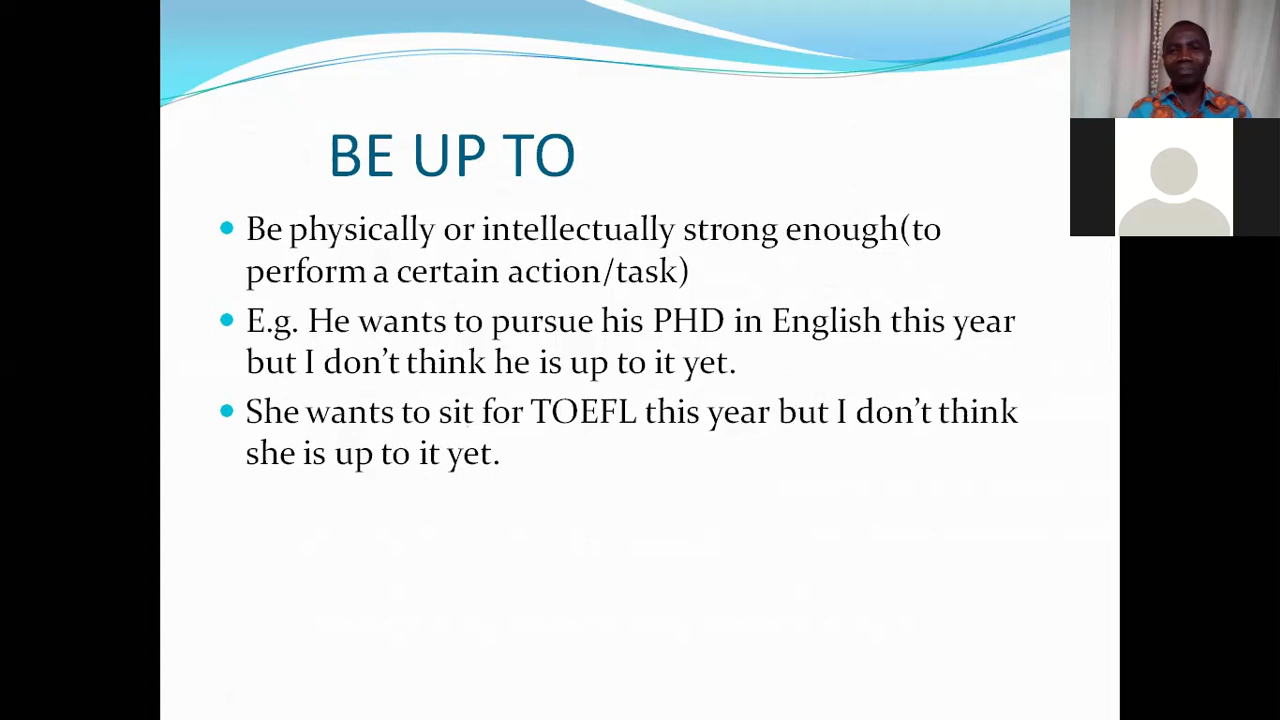 BE UP TO
Be physically or intellectually strong enough(to
perform a certain action/task)
E.g. He wants to pursue his PHD in English this year
but I don’t think he is up to it yet.
She wants to sit for TOEFL this year but I don’t think
she is up to it yet.